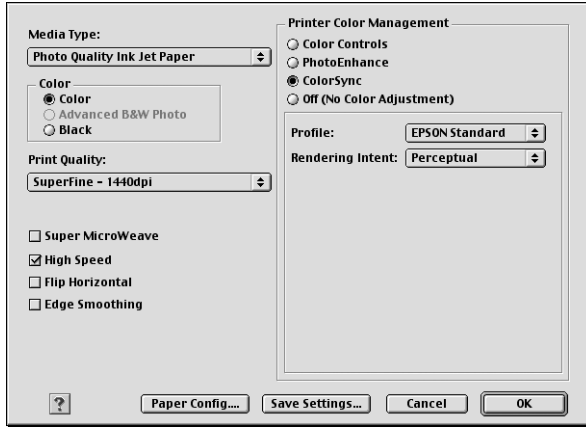 Media Type:
Photo Quality Ink Jet Paper
Color
Color
Advanced B&W Photo
Black
Print Quality:
SuperFine - 1440dpi
Super MicroWeave
High Speed
Flip Horizontal
Edge Smoothing
Printer Color Management
Color Controls
PhotoEnhance
ColorSync
Off (No Color Adjustment)
Profile: EPSON Standard
Rendering Intent: Perceptual
? Paper Config.... Save Settings... Cancel OK